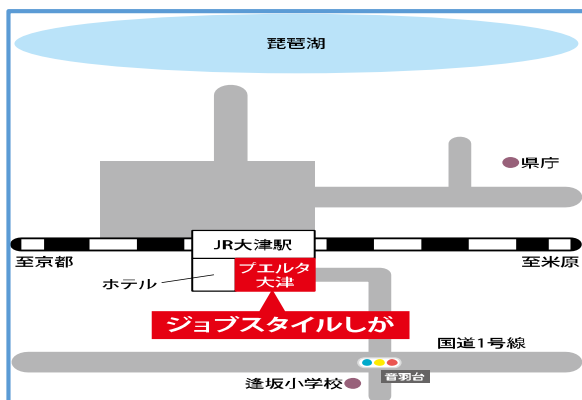 琵琶湖
県庁
JR大津駅
至京都
至米原
ホテル
プエルタ
大津
ジョブスタイルしが
国道1号線
音羽台
逢坂小学校